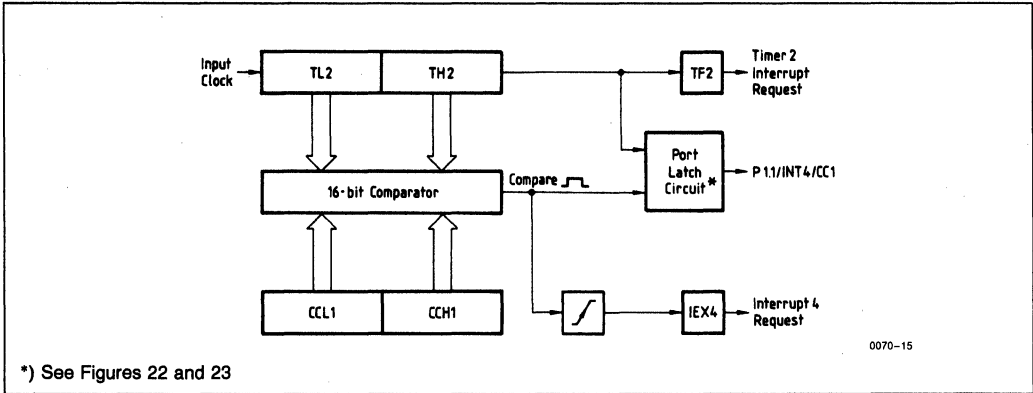 Input
Clock
TL2
TH2
TF2
Timer 2
Interrupt
Request
Port
Latch
Circuit*
P1.1/INT4/CC1
16-bit Comparator
Compare
CCL1
CCH1
IEX4
Interrupt 4
Request
0070-15
*) See Figures 22 and 23